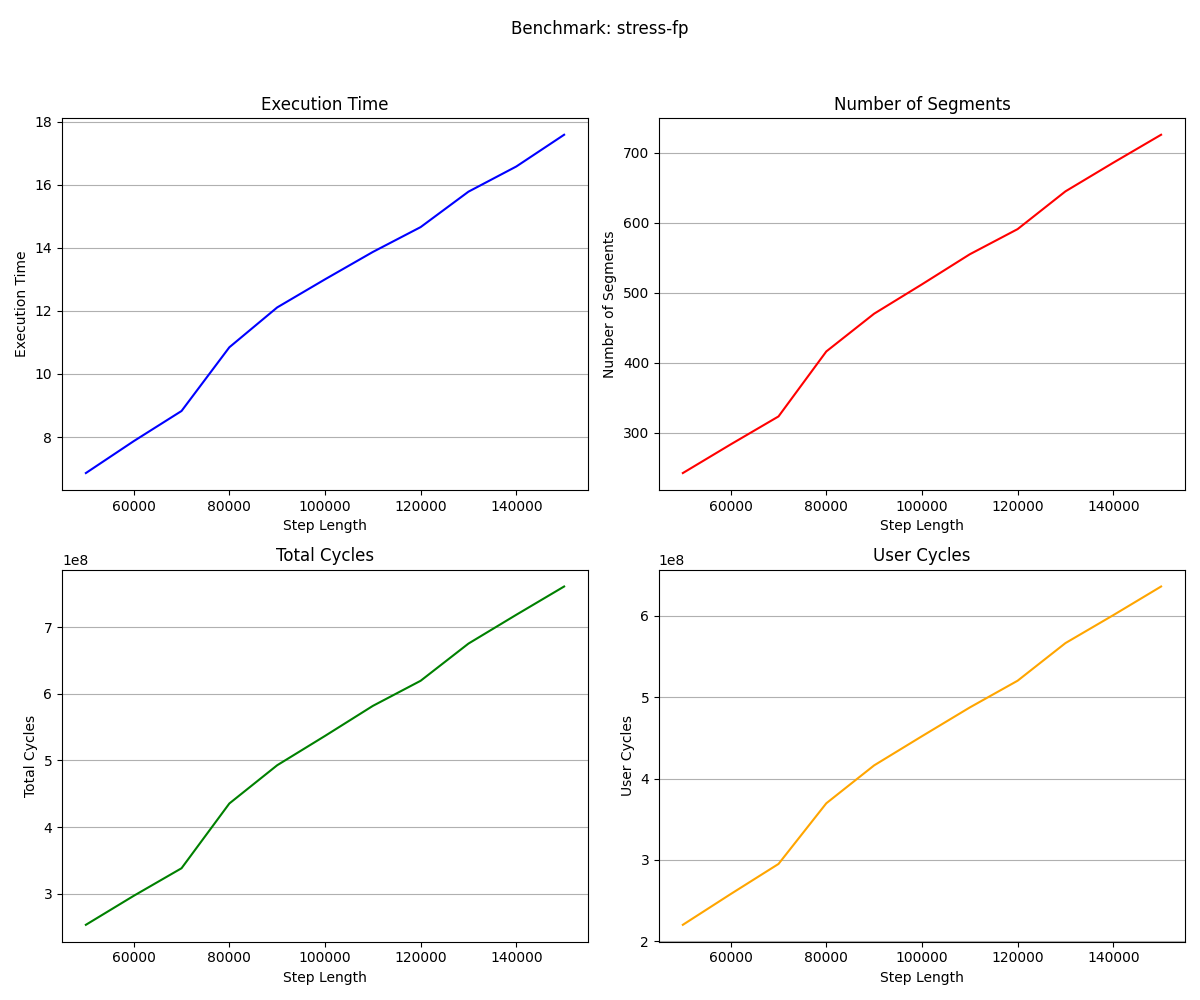 Benchmark: stress-fp
Execution Time
18
16
14
12
10
8
Execution Time
60000 80000 100000 120000 140000
Step Length
Number of Segments
700
600
500
400
300
Number of Segments
60000 80000 100000 120000 140000
Step Length
Total Cycles
1e8
7
6
5
4
3
Total Cycles
60000 80000 100000 120000 140000
Step Length
User Cycles
1e8
6
5
4
3
2
User Cycles
60000 80000 100000 120000 140000
Step Length